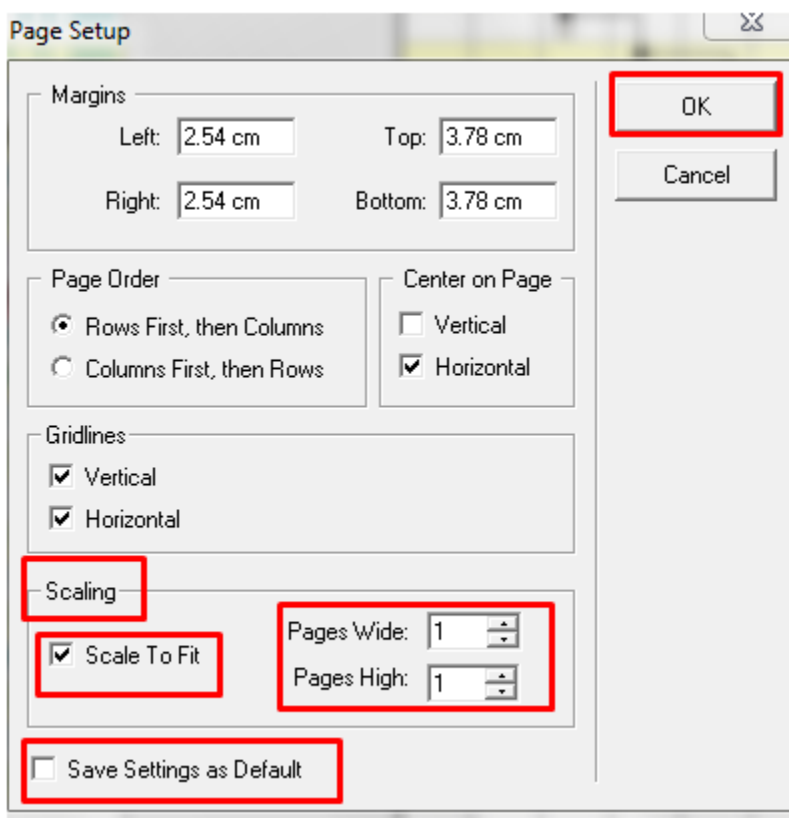 Page Setup
Margins
Left: 2.54 cm Top: 3.78 cm
Right: 2.54 cm Bottom: 3.78 cm
OK
Cancel
Page Order
Rows First, then Columns
Columns First, then Rows
Center on Page
Vertical
Horizontal
Gridlines
Vertical
Horizontal
Scaling
Scale To Fit
Pages Wide: 1
Pages High: 1
Save Settings as Default